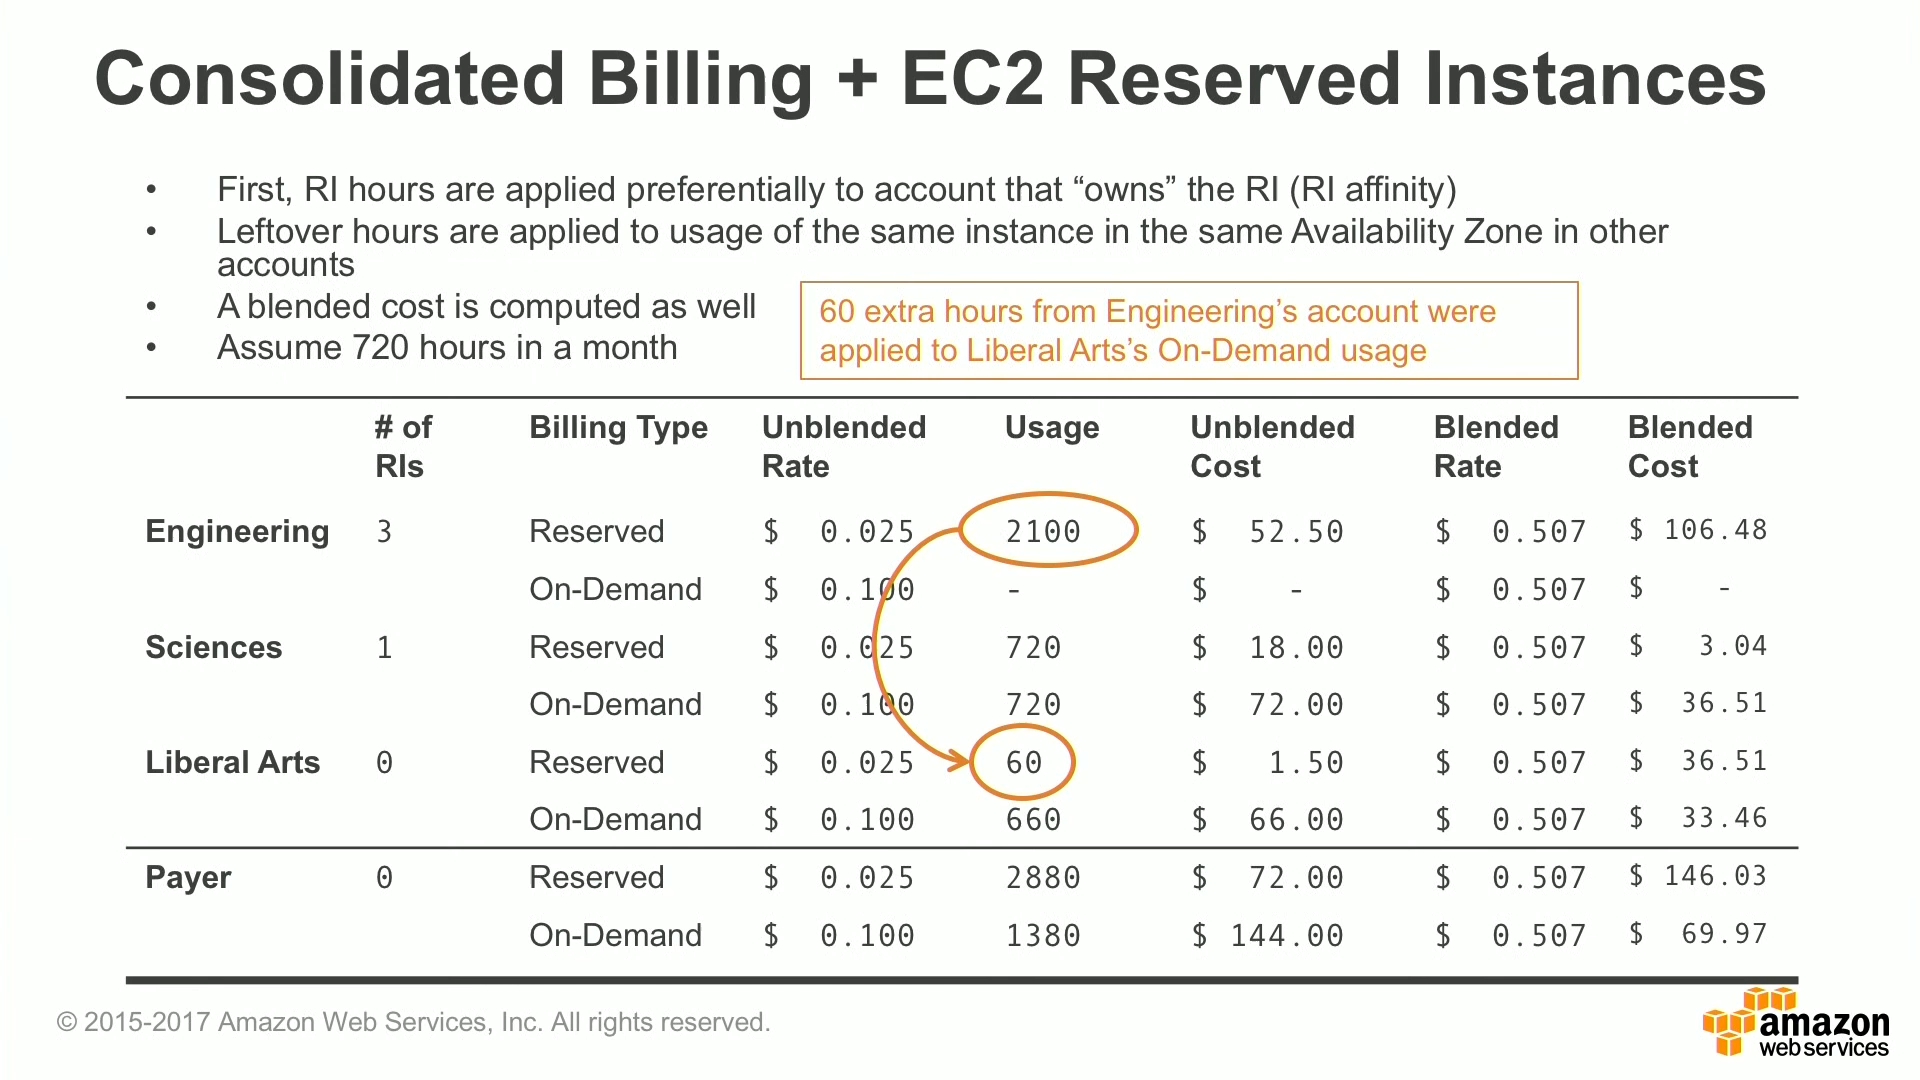 Consolidated Billing + EC2 Reserved Instances
• First, RI hours are applied preferentially to account that “owns” the RI (RI affinity)
• Leftover hours are applied to usage of the same instance in the same Availability Zone in other
accounts
• A blended cost is computed as well
• Assume 720 hours in a month
60 extra hours from Engineering’s account were
applied to Liberal Arts’s On-Demand usage
# of RIs Billing Type Unblended Rate Usage Unblended Cost Blended Rate Blended Cost
Engineering 3 Reserved $ 0.025 2100 $ 52.50 $ 0.507 $ 106.48
On-Demand $ 0.100 - $ - $ 0.507 $ -
Sciences 1 Reserved $ 0.025 720 $ 18.00 $ 0.507 $ 3.04
On-Demand $ 0.100 720 $ 72.00 $ 0.507 $ 36.51
Liberal Arts 0 Reserved $ 0.025 60 $ 1.50 $ 0.507 $ 36.51
On-Demand $ 0.100 660 $ 66.00 $ 0.507 $ 33.46
Payer 0 Reserved $ 0.025 2880 $ 72.00 $ 0.507 $ 146.03
On-Demand $ 0.100 1380 $ 144.00 $ 0.507 $ 69.97
© 2015-2017 Amazon Web Services, Inc. All rights reserved.
amazon
web services